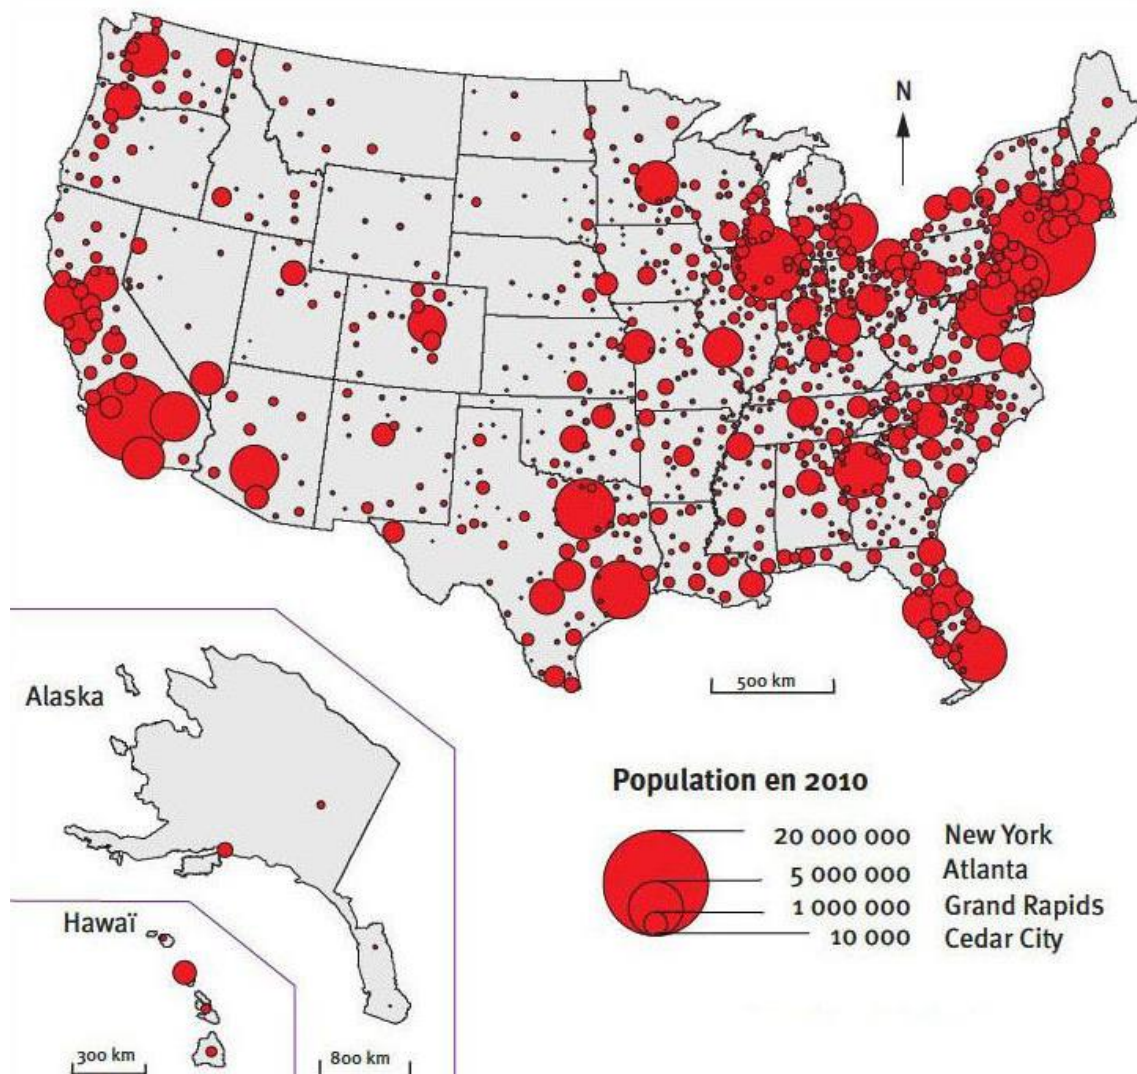 N
500 km
Alaska
Hawaï
300 km
800 km
Population en 2010
20 000 000 New York
5 000 000 Atlanta
1 000 000 Grand Rapids
10 000 Cedar City